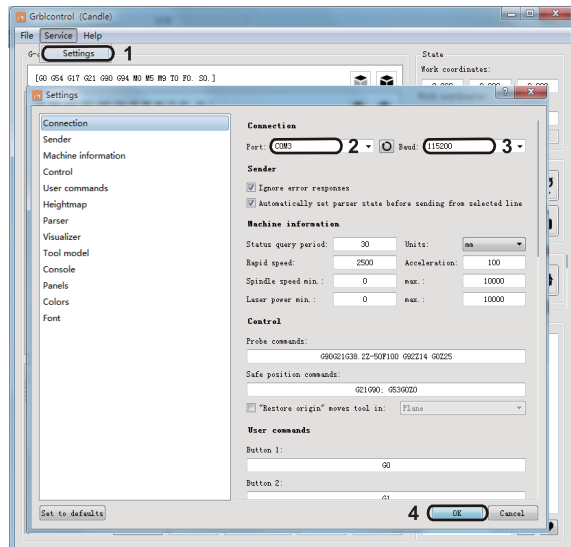 Grblcontrol (Candle)
File Service Help
Settings 1
State
Work coordinates:
[G0 G54 G17 G21 G90 G94 M0 M5 M9 T0 F0. S0.]
Settings
Connection
Sender
Machine information
Control
User commands
Heightmap
Parser
Visualizer
Tool model
Console
Panels
Colors
Font
Connection
Port: COM3 2 Baud: 115200 3
Sender
Ignore error responses
Automatically set parser state before sending from selected line
Machine information
Status query period: 30 Units: mm
Rapid speed: 2500 Acceleration: 100
Spindle speed min.: 0 max.: 10000
Laser power min.: 0 max.: 10000
Control
Probe commands:
G90G21G38.2Z-50F100 G92Z14 G0Z25
Safe position commands:
G21G90; G53G0Z0
"Restore origin" moves tool in: Plane
User commands
Button 1:
G0
Button 2:
G1
Set to defaults 4 OK Cancel